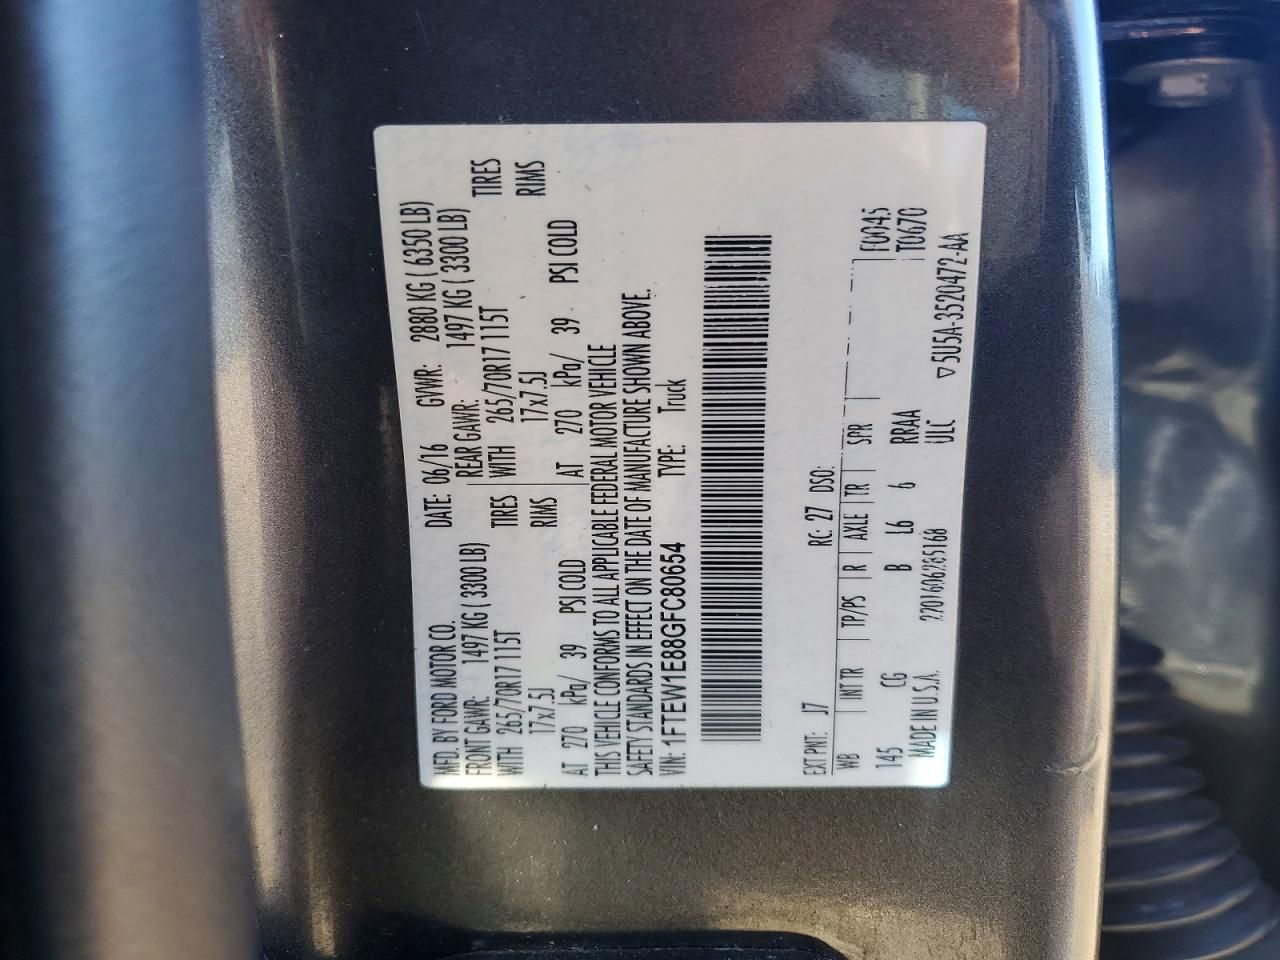 MFD. BY FORD MOTOR CO. DATE: 06/16 GVWR: 2880 KG ( 6350 LB)
FRONT GAWR: 1497 KG ( 3300 LB) REAR GAWR: 1497 KG ( 3300 LB)
WITH 265/70R17 115T TIRES WITH 265/70R17 115T TIRES
17x7.5J RIMS 17x7.5J RIMS
AT 270 kPa/ 39 PSI COLD AT 270 kPa/ 39 PSI COLD
THIS VEHICLE CONFORMS TO ALL APPLICABLE FEDERAL MOTOR VEHICLE
SAFETY STANDARDS IN EFFECT ON THE DATE OF MANUFACTURE SHOWN ABOVE.
VIN: 1FTEW1E88GFC80654 TYPE: Truck
EXT PNT: J7 RC: 27 DSO: F0045
WB INT TR TP/PS R AXLE TR SPR T0670
145 CG B L6 6 RRAA
MADE IN U.S.A. ULC ▽5U5A-3520472-AA